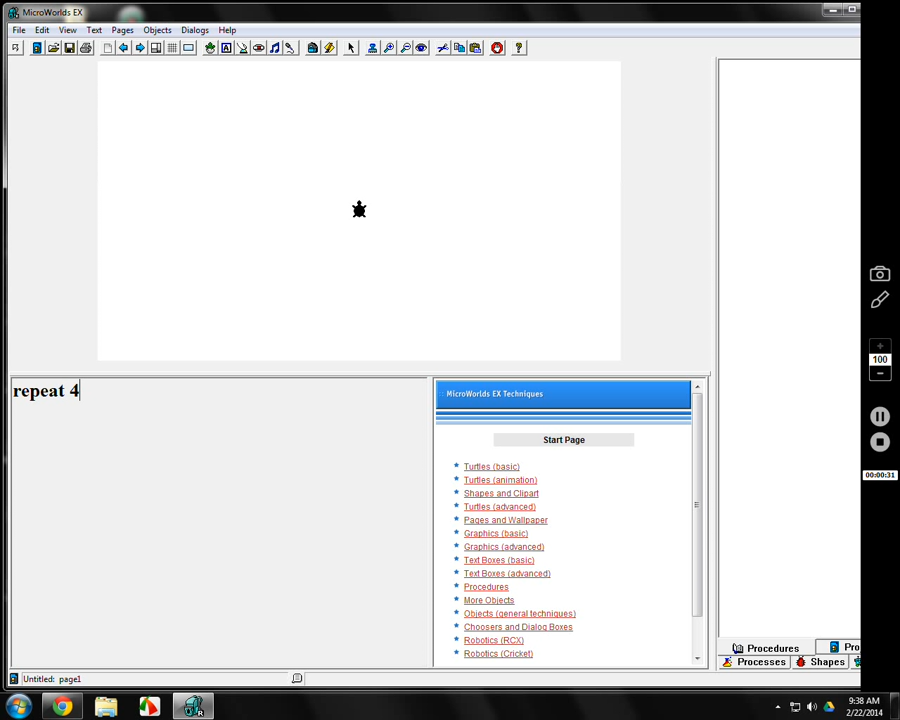 MicroWorlds EX
File Edit View Text Pages Objects Dialogs Help
repeat 4
MicroWorlds EX Techniques
Start Page
Turtles (basic)
Turtles (animation)
Shapes and Clipart
Turtles (advanced)
Pages and Wallpaper
Graphics (basic)
Graphics (advanced)
Text Boxes (basic)
Text Boxes (advanced)
Procedures
More Objects
Objects (general techniques)
Choosers and Dialog Boxes
Robotics (RCX)
Robotics (Cricket)
100
00:00:31
Procedures Pro
Processes Shapes
Untitled: page1
R
9:38 AM
2/22/2014